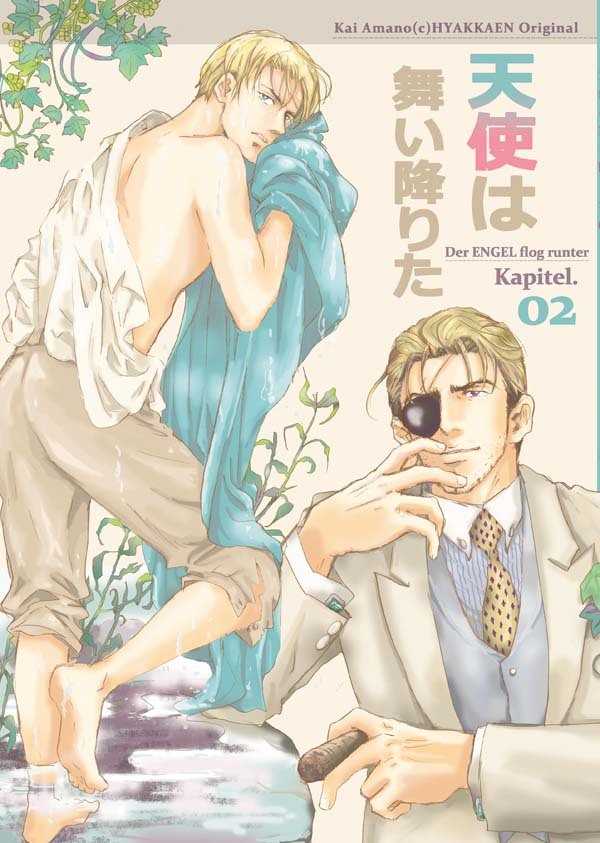 Kai Amano(c)HYAKKAEN Original
天使は
舞い降りた
Der ENGEL flog runter
Kapitel.
02